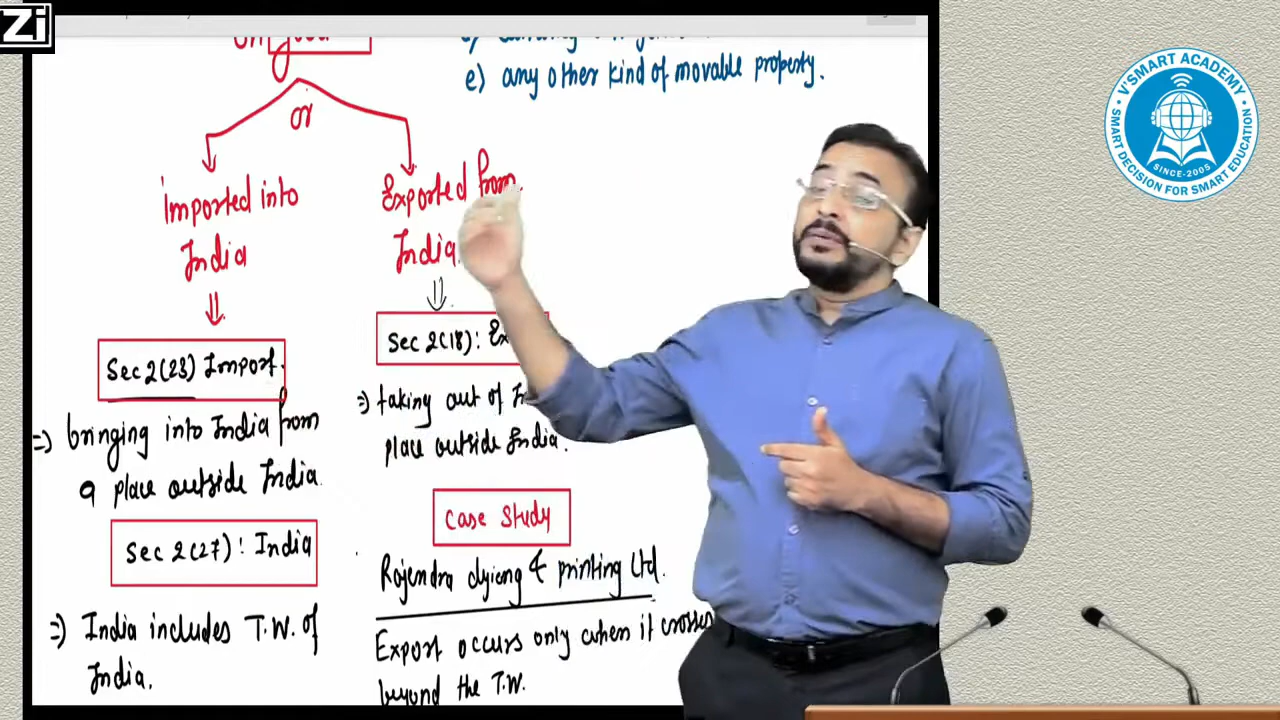 Zi
e) any other kind of movable property.
or
Imported into
India
Exported from
India
Sec 2(23) Import.
Sec 2(18):
⇒ bringing into India from
a place outside India
⇒ taking out of
place outside India.
Sec 2(27): India
⇒ India includes T.W. of
India.
Case Study
Rajendra dyieng & printing Ltd.
Export occurs only when it crosses
beyond the T.W.
V'SMART ACADEMY
SINCE-2005
SMART DECISION FOR SMART EDUCATION